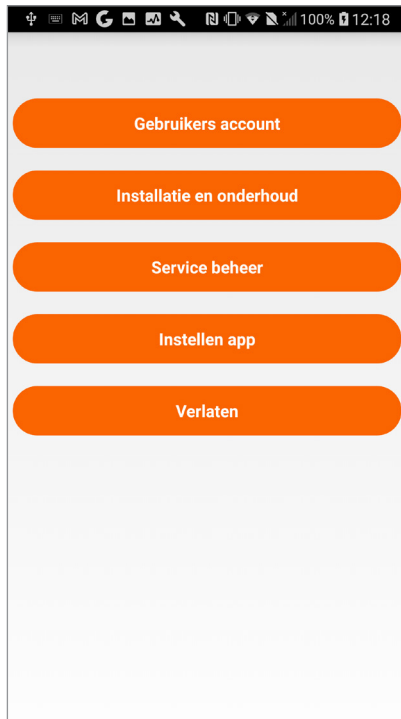 100% 12:18
Gebruikers account
Installatie en onderhoud
Service beheer
Instellen app
Verlaten